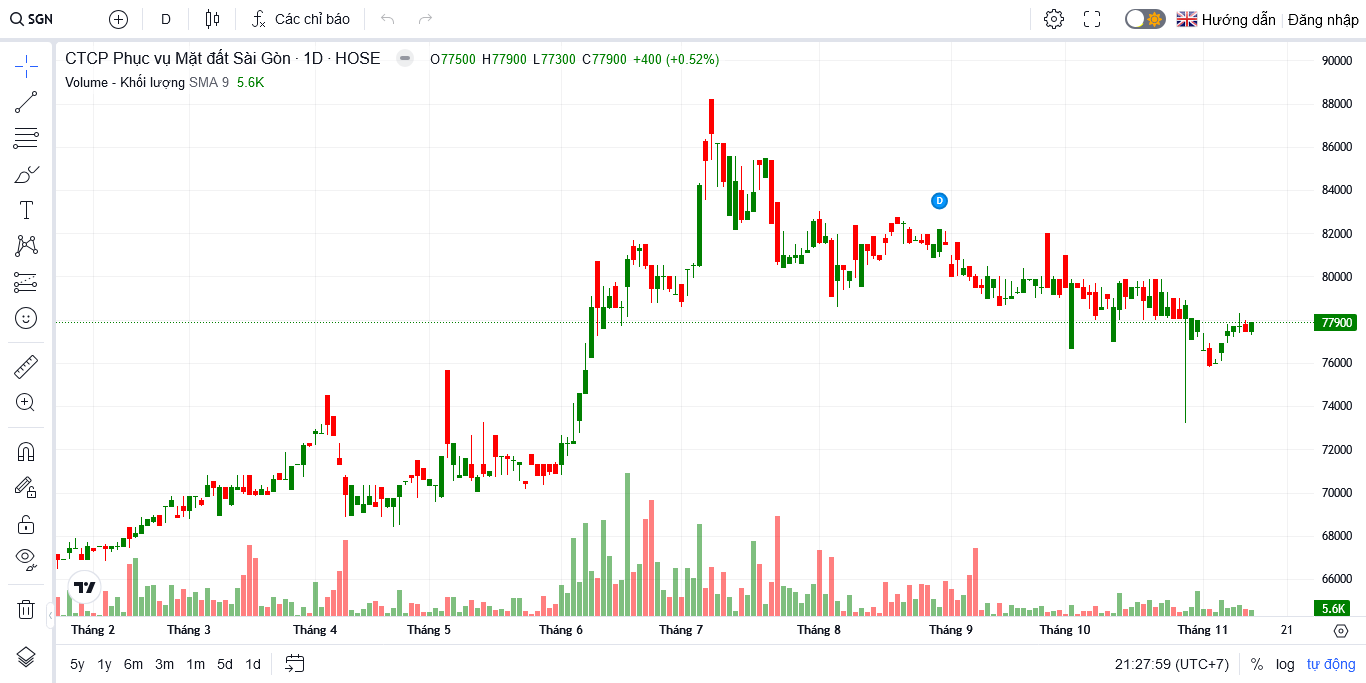 SGN D Các chỉ báo Hướng dẫn Đăng nhập
CTCP Phục vụ Mặt đất Sài Gòn · 1D · HOSE O77500 H77900 L77300 C77900 +400 (+0.52%)
Volume - Khối lượng SMA 9 5.6K
90000
88000
86000
84000
D
82000
80000
77900
76000
74000
72000
70000
68000
66000
5.6K
Tháng 2 Tháng 3 Tháng 4 Tháng 5 Tháng 6 Tháng 7 Tháng 8 Tháng 9 Tháng 10 Tháng 11 21
5y 1y 6m 3m 1m 5d 1d 21:27:59 (UTC+7) % log tự động